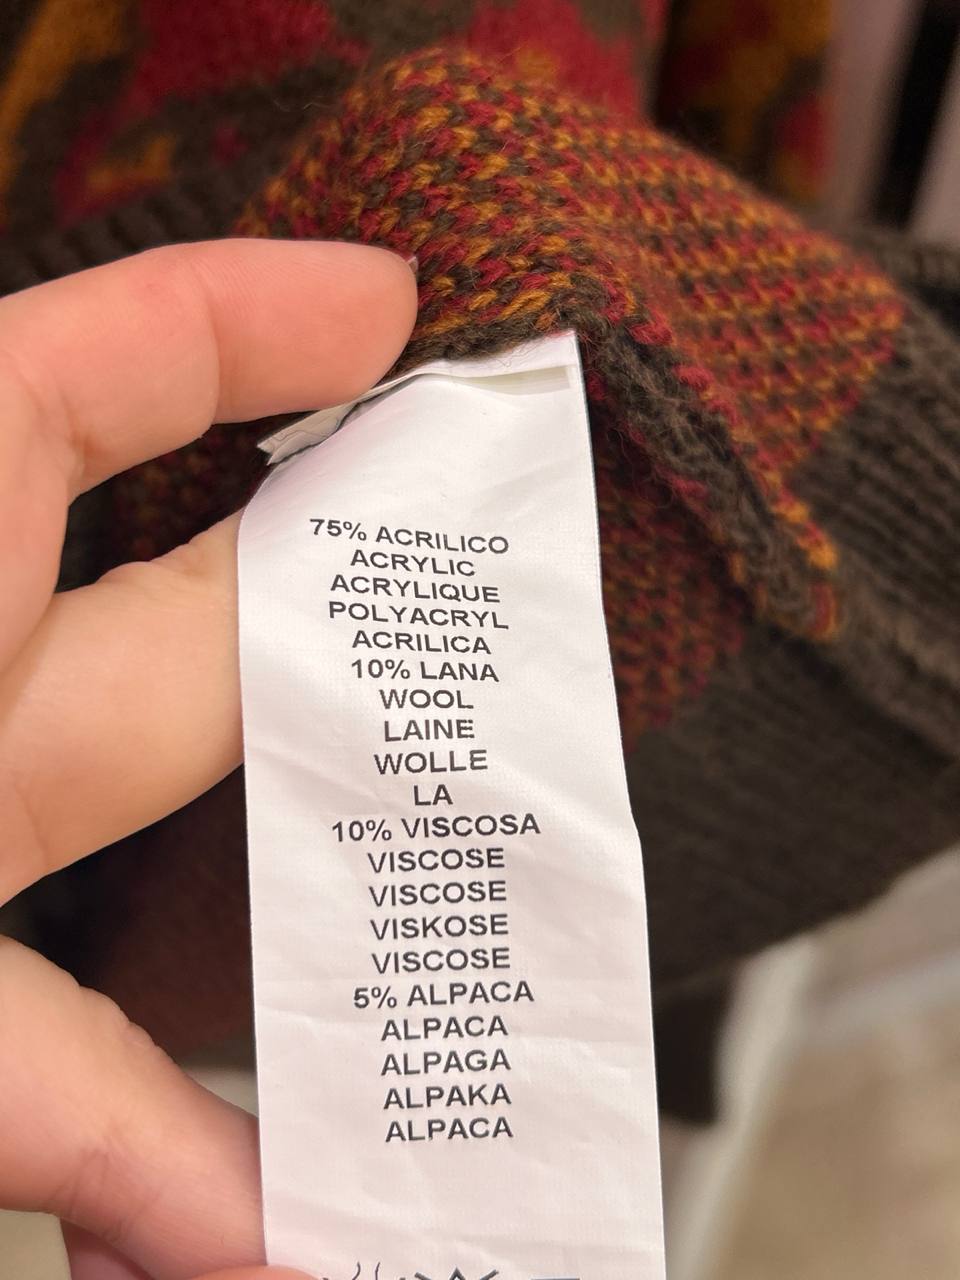 75% ACRILICO
ACRYLIC
ACRYLIQUE
POLYACRYL
ACRILICA
10% LANA
WOOL
LAINE
WOLLE
LA
10% VISCOSA
VISCOSE
VISCOSE
VISKOSE
VISCOSE
5% ALPACA
ALPACA
ALPAGA
ALPAKA
ALPACA